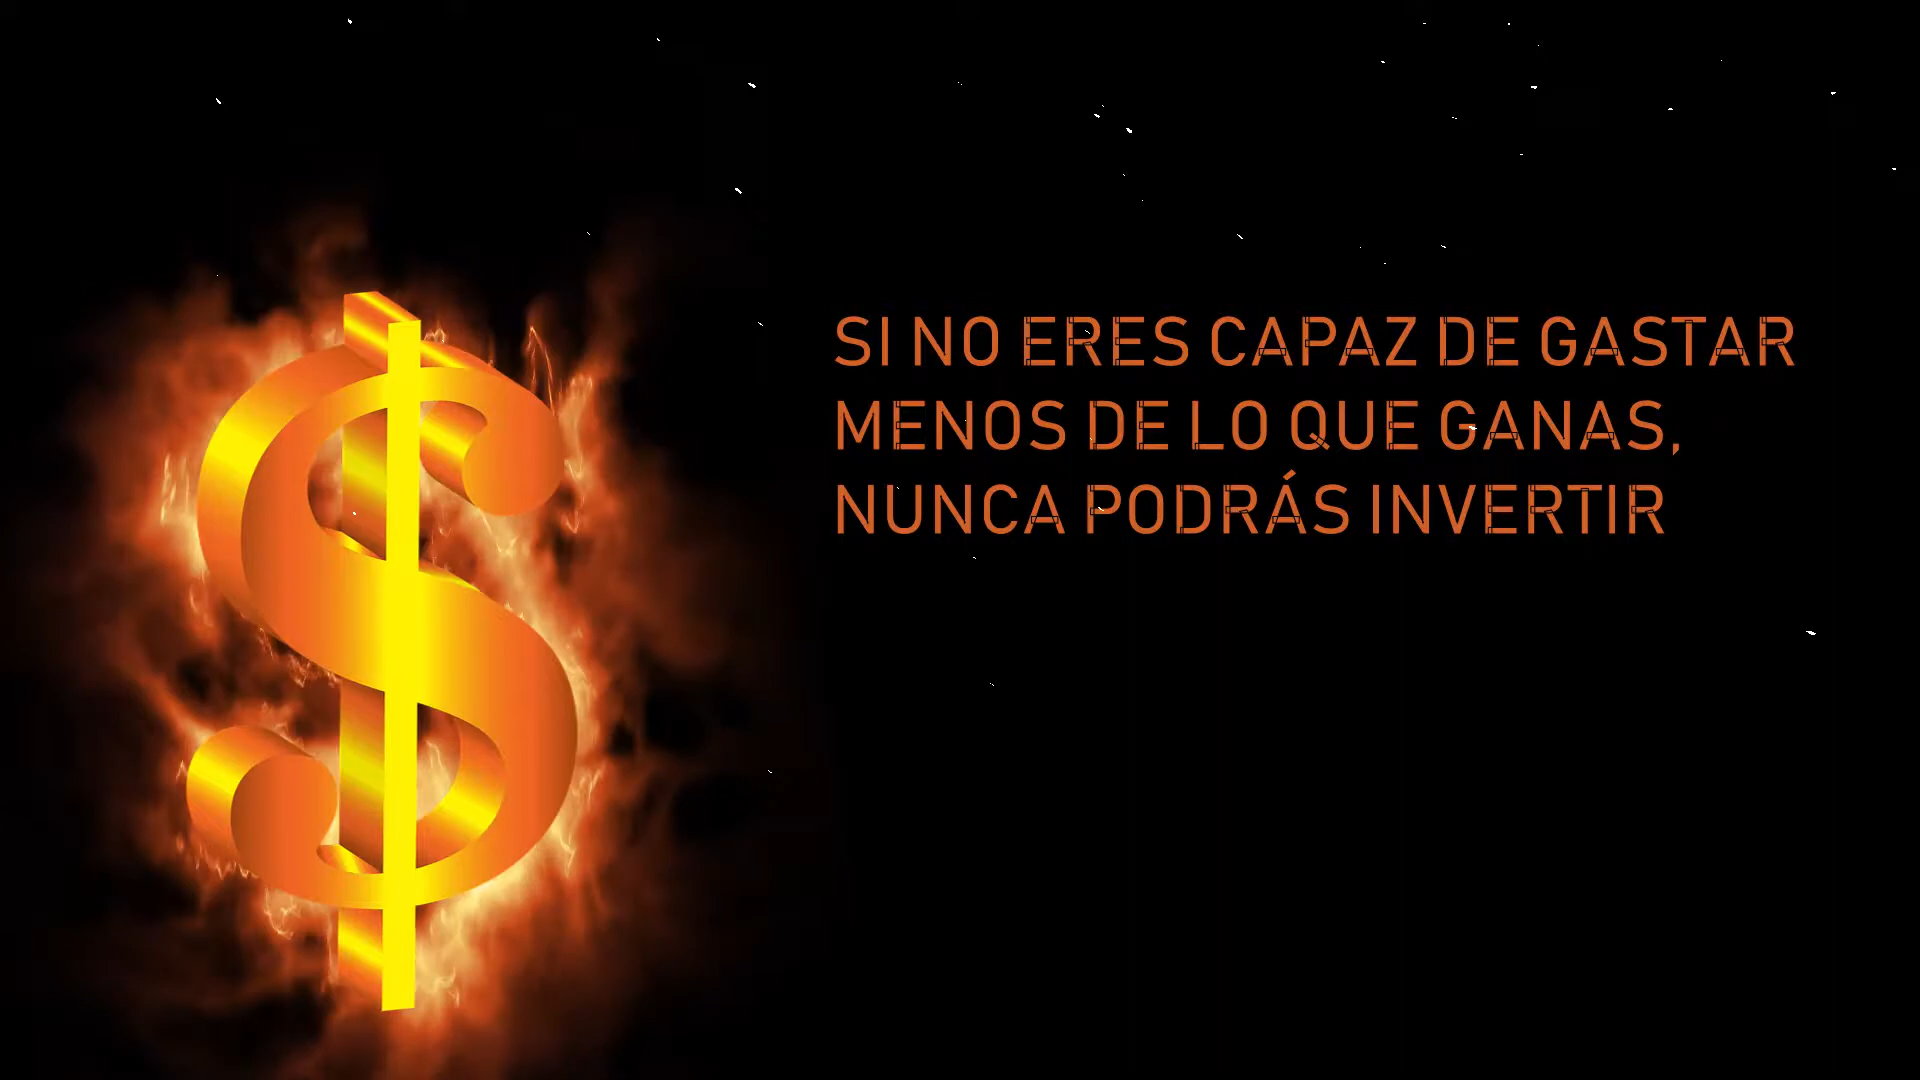 SI NO ERES CAPAZ DE GASTAR
MENOS DE LO QUE GANAS,
NUNCA PODRÁS INVERTIR